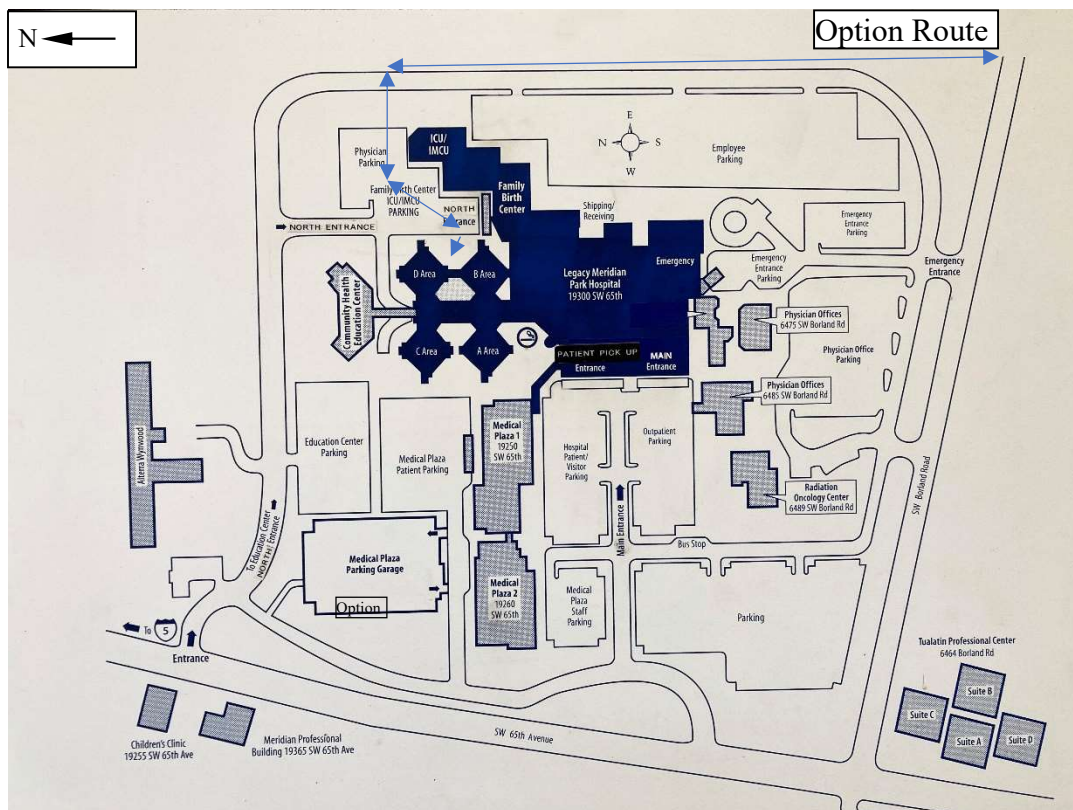 N
Option Route
E
N
S
W
ICU/
IMCU
Physician
Parking
Family Birth Center
ICU/IMCU
PARKING
NORTH
Entrance
Family
Birth
Center
Employee
Parking
Shipping/
Receiving
Emergency
Entrance
Parking
NORTH ENTRANCE
Emergency
Entrance
Parking
Emergency
Entrance
D Area
B Area
Legacy Meridian
Park Hospital
19300 SW 65th
Emergency
Community Health
Education Center
Physician Offices
6475 SW Borland Rd
C Area
A Area
PATIENT PICK UP
Entrance
MAIN
Entrance
Physician Office
Parking
Physician Offices
6485 SW Borland Rd
Alterra Wynwood
Education Center
Parking
Medical Plaza
Patient Parking
Medical
Plaza 1
19250
SW 65th
Hospital
Patient/
Visitor
Parking
Outpatient
Parking
Radiation
Oncology Center
6489 SW Borland Rd
SW Borland Road
To Education Center
NORTH Entrance
Medical Plaza
Parking Garage
Option
Main Entrance
Bus Stop
Medical
Plaza 2
19260
SW 65th
Medical
Plaza
Staff
Parking
Parking
To 5
Entrance
Tualatin Professional Center
6464 Borland Rd
Suite B
Suite C
Suite A
Suite D
Children's Clinic
19255 SW 65th Ave
Meridian Professional
Building 19365 SW 65th Ave
SW 65th Avenue